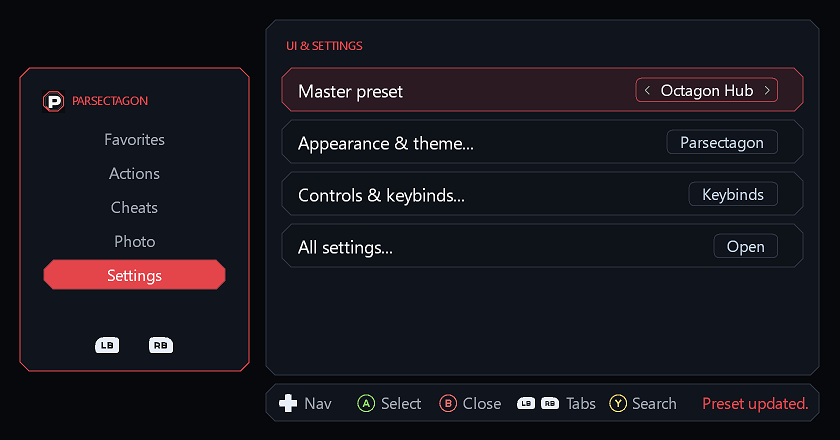 UI & SETTINGS
P PARSECTAGON
Favorites
Actions
Cheats
Photo
Settings
LB RB
Master preset < Octagon Hub >
Appearance & theme... Parsectagon
Controls & keybinds... Keybinds
All settings... Open
Nav A Select B Close LB RB Tabs Y Search Preset updated.